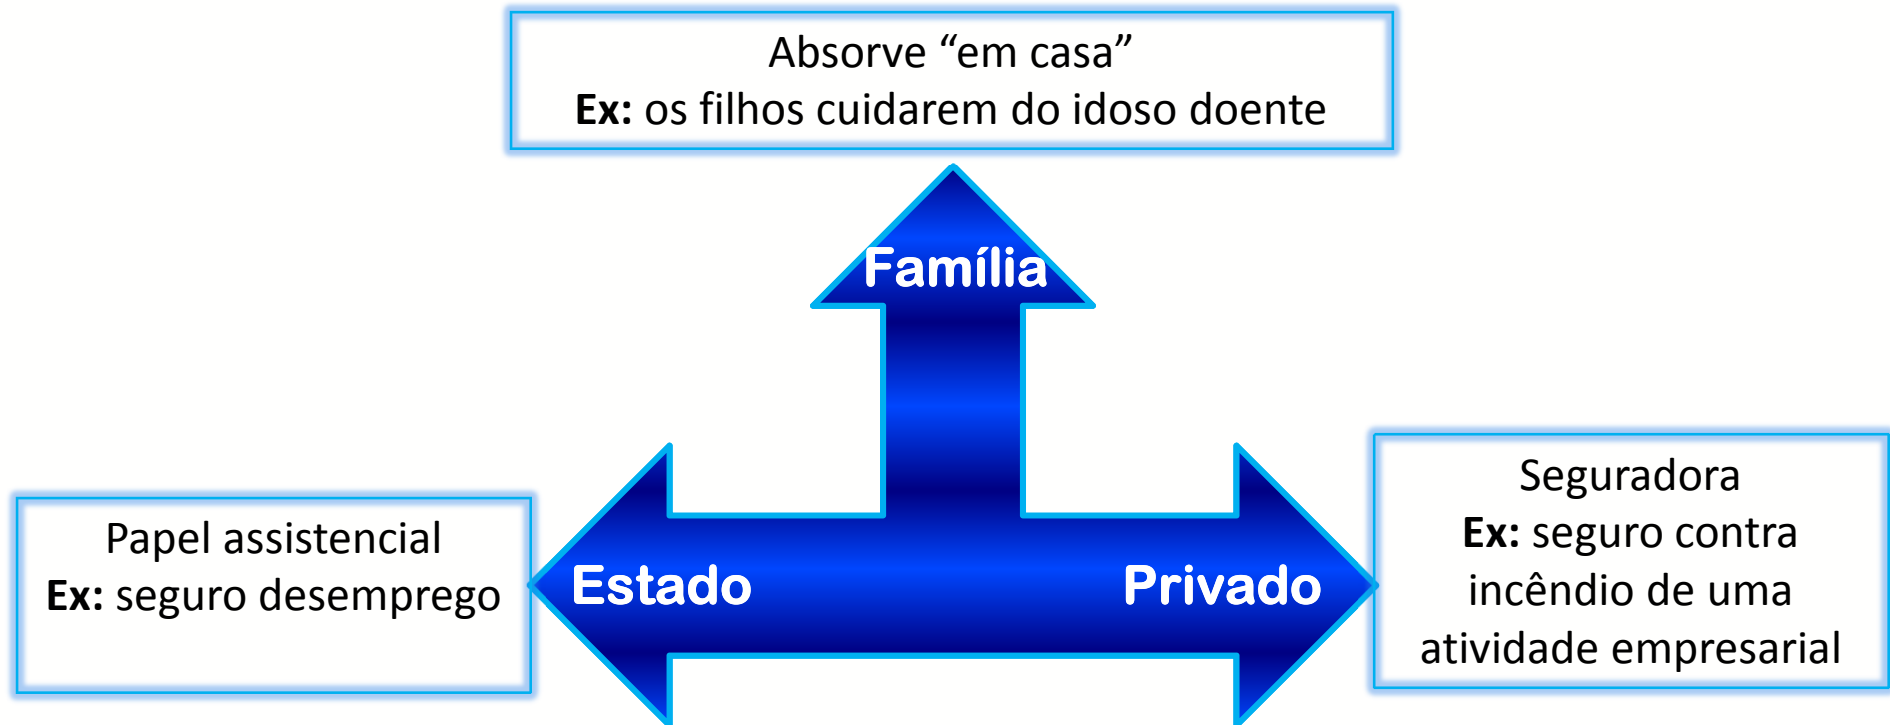 Absorve “em casa”
Ex: os filhos cuidarem do idoso doente
Família
Papel assistencial
Ex: seguro desemprego
Estado
Privado
Seguradora
Ex: seguro contra
incêndio de uma
atividade empresarial